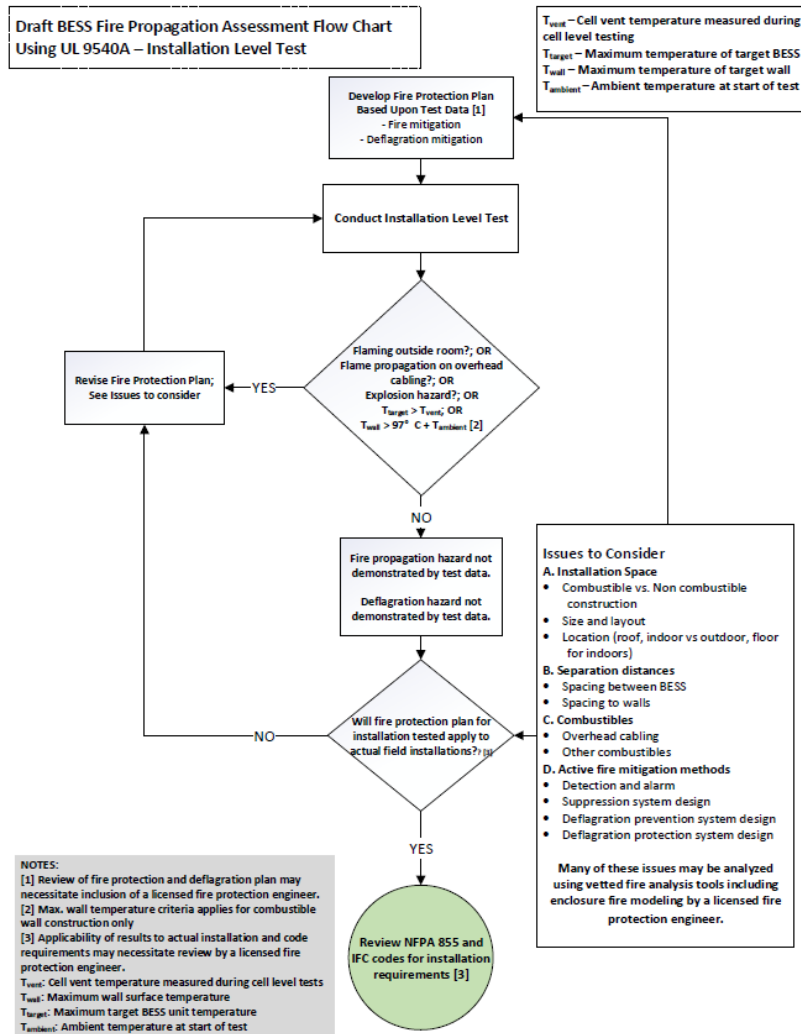 Draft BESS Fire Propagation Assessment Flow Chart
Using UL 9540A – Installation Level Test
Tvent – Cell vent temperature measured during
cell level testing
Ttarget – Maximum temperature of target BESS
Twall – Maximum temperature of target wall
Tambient – Ambient temperature at start of test
Develop Fire Protection Plan
Based Upon Test Data [1]
- Fire mitigation
- Deflagration mitigation
Conduct Installation Level Test
Flaming outside room?; OR
Flame propagation on overhead
cabling?; OR
Explosion hazard?; OR
Ttarget > Tvent; OR
Twall > 97° C + Tambient [2]
YES
Revise Fire Protection Plan;
See Issues to consider
NO
Fire propagation hazard not
demonstrated by test data.
Deflagration hazard not
demonstrated by test data.
Will fire protection plan for
installation tested apply to
actual field installations?? [3]
NO
YES
Review NFPA 855 and
IFC codes for installation
requirements [3]
Issues to Consider
A. Installation Space
• Combustible vs. Non combustible
construction
• Size and layout
• Location (roof, indoor vs outdoor, floor
for indoors)
B. Separation distances
• Spacing between BESS
• Spacing to walls
C. Combustibles
• Overhead cabling
• Other combustibles
D. Active fire mitigation methods
• Detection and alarm
• Suppression system design
• Deflagration prevention system design
• Deflagration protection system design
Many of these issues may be analyzed
using vetted fire analysis tools including
enclosure fire modeling by a licensed fire
protection engineer.
NOTES:
[1] Review of fire protection and deflagration plan may
necessitate inclusion of a licensed fire protection engineer.
[2] Max. wall temperature criteria applies for combustible
wall construction only
[3] Applicability of results to actual installation and code
requirements may necessitate review by a licensed fire
protection engineer.
Tvent: Cell vent temperature measured during cell level tests
Twall: Maximum wall surface temperature
Ttarget: Maximum target BESS unit temperature
Tambient: Ambient temperature at start of test